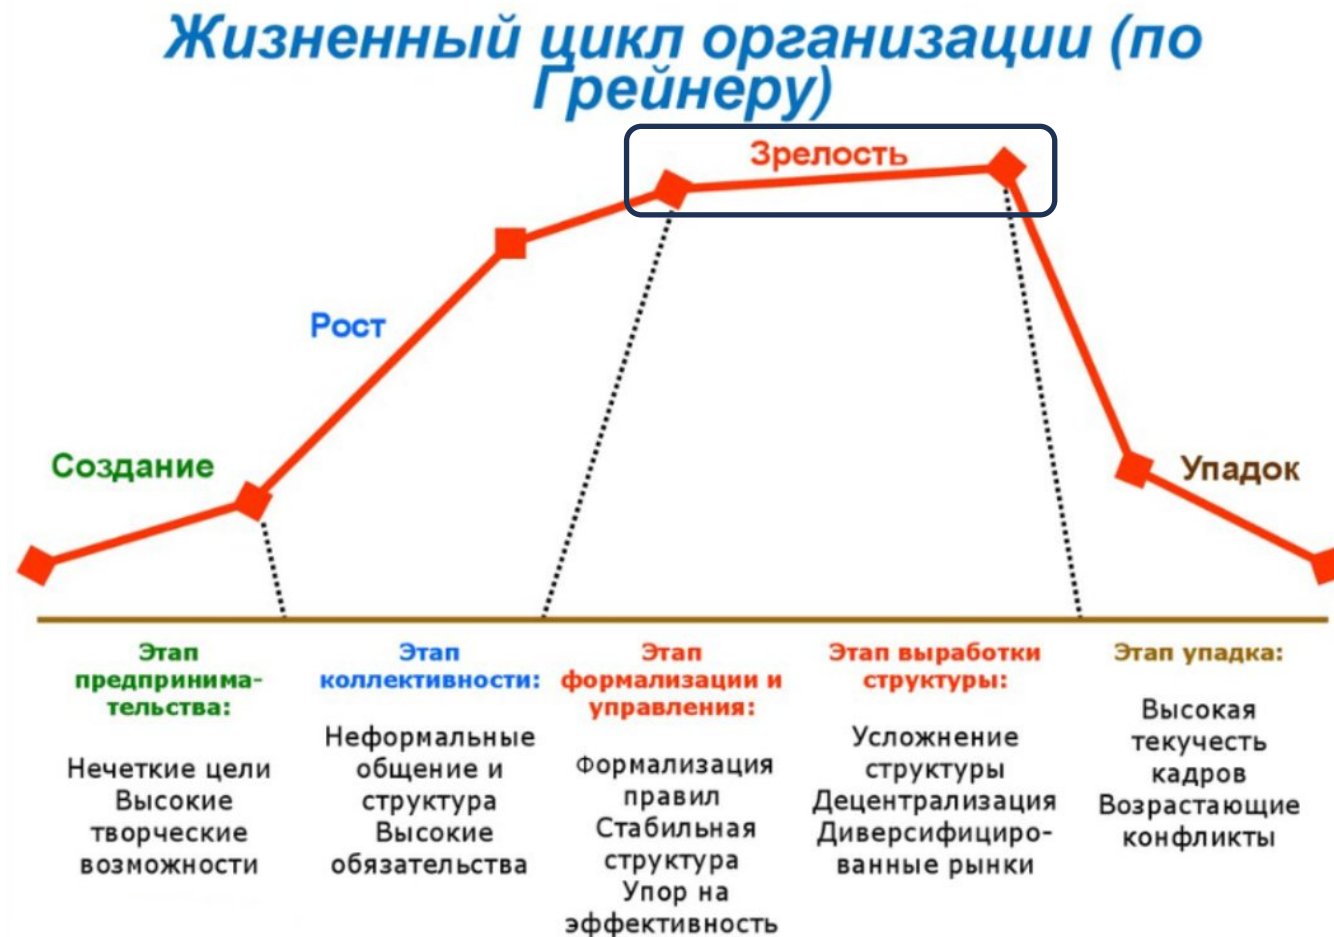 Жизненный цикл организации (по
Грейнеру)
Зрелость
Рост
Создание
Упадок
Этап
предпринима-
тельства:
Нечеткие цели
Высокие
творческие
возможности
Этап
коллективности:
Неформальные
общение и
структура
Высокие
обязательства
Этап
формализации и
управления:
Формализация
правил
Стабильная
структура
Упор на
эффективность
Этап выработки
структуры:
Усложнение
структуры
Децентрализация
Диверсифициро-
ванные рынки
Этап упадка:
Высокая
текучесть
кадров
Возрастающие
конфликты